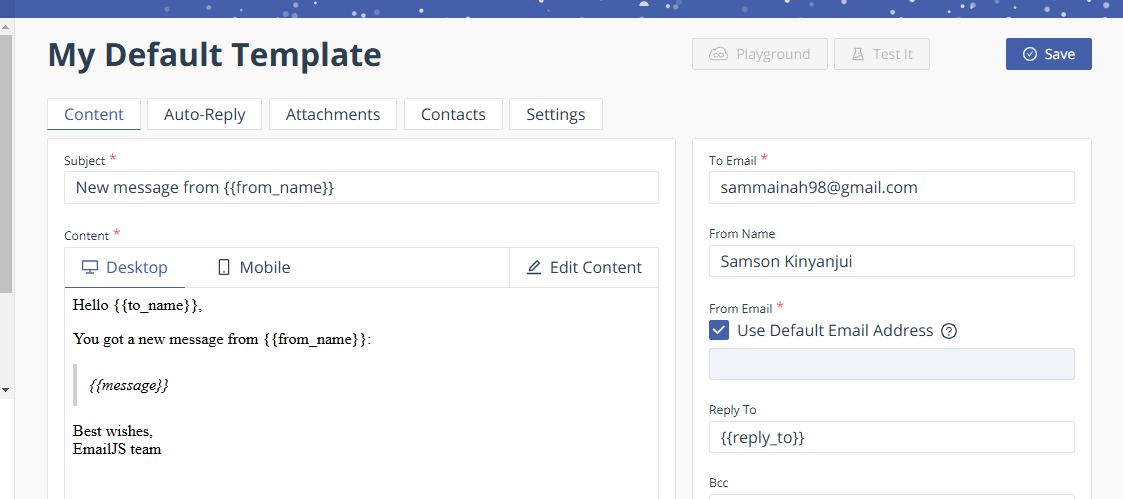 My Default Template
Playground
Test It
Save
Content
Auto-Reply
Attachments
Contacts
Settings
Subject *
New message from {{from_name}}
Content *
Desktop
Mobile
Edit Content
Hello {{to_name}},
You got a new message from {{from_name}}:
{{message}}
Best wishes,
EmailJS team
To Email *
sammainah98@gmail.com
From Name
Samson Kinyanjui
From Email *
Use Default Email Address ?
Reply To
{{reply_to}}
Bcc